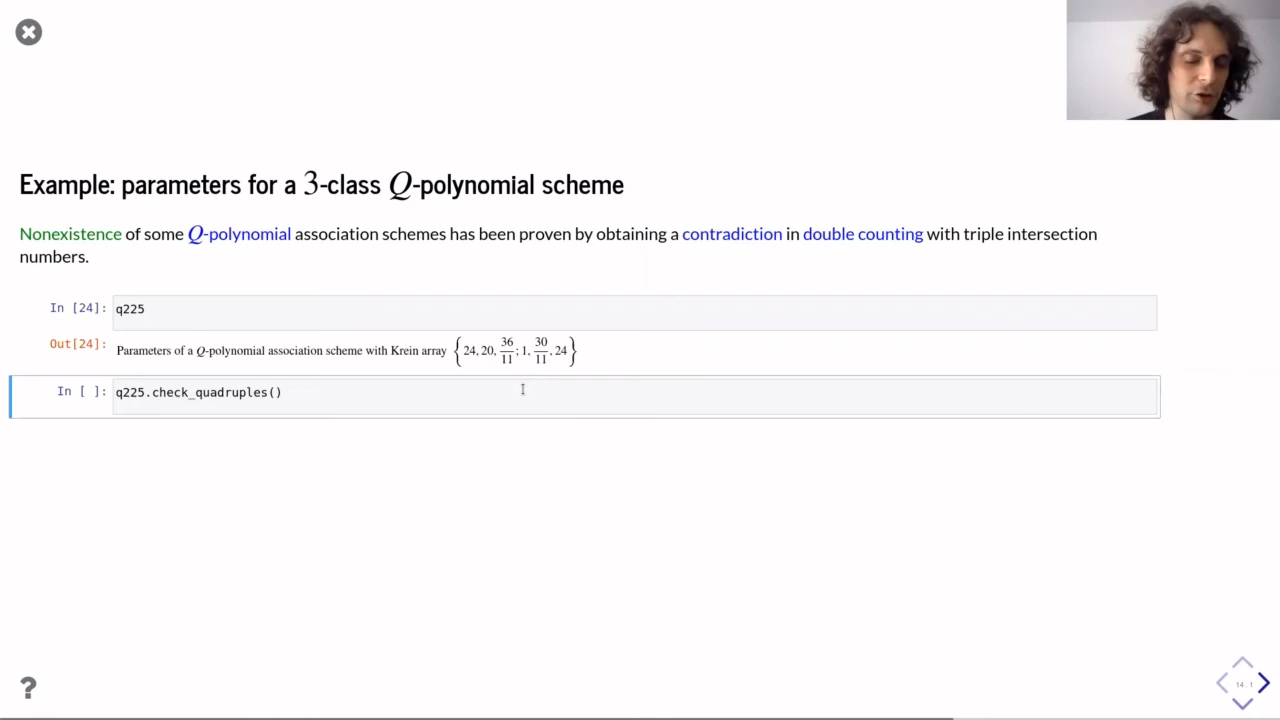 Example: parameters for a 3-class Q-polynomial scheme
Nonexistence of some Q-polynomial association schemes has been proven by obtaining a contradiction in double counting with triple intersection
numbers.
In [24]: q225
Out[24]: Parameters of a Q-polynomial association scheme with Krein array {24, 20, 36/11; 1, 30/11, 24}
In [ ]: q225.check_quadruples()
?
14.1